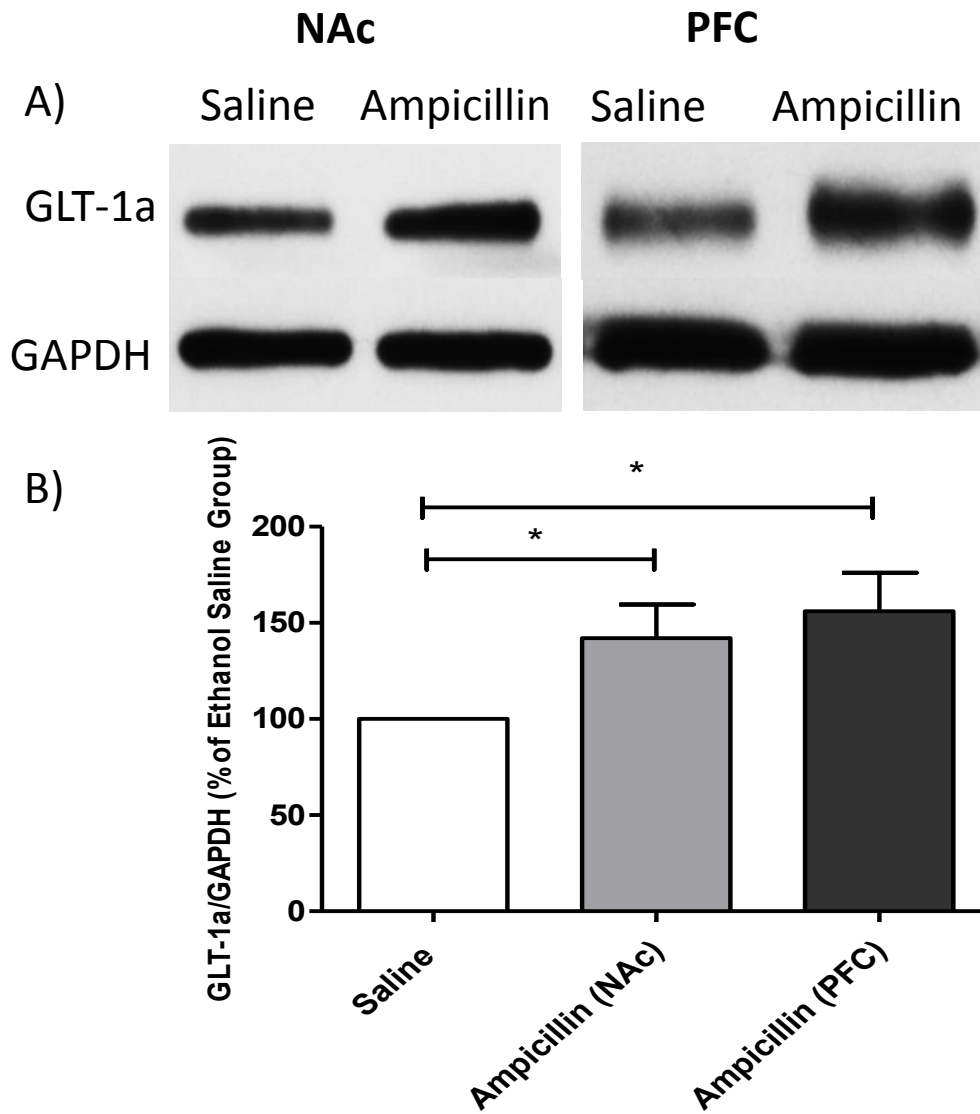 NAc PFC
A) Saline Ampicillin Saline Ampicillin
GLT-1a
GAPDH
B)
GLT-1a/GAPDH (% of Ethanol Saline Group)
*
*
200
150
100
50
0
Saline
Ampicillin (NAc)
Ampicillin (PFC)